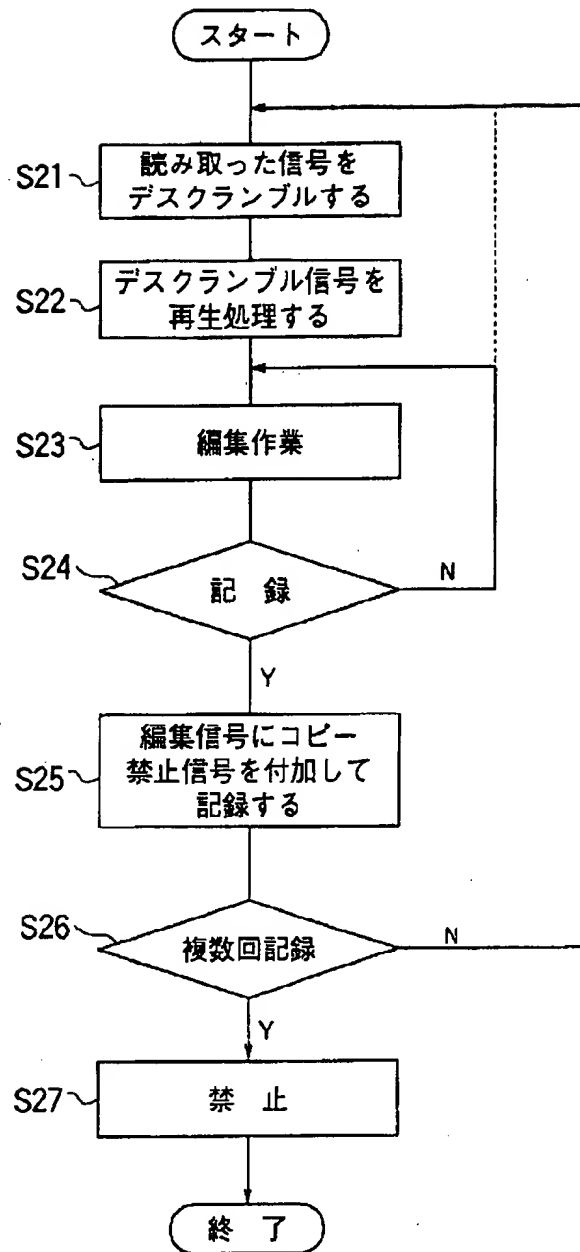 スタート
S21
読み取った信号を
デスクランブルする
S22
デスクランブル信号を
再生処理する
S23
編集作業
S24
記 録
N
Y
S25
編集信号にコピー
禁止信号を付加して
記録する
S26
複数回記録
N
Y
S27
禁 止
終 了